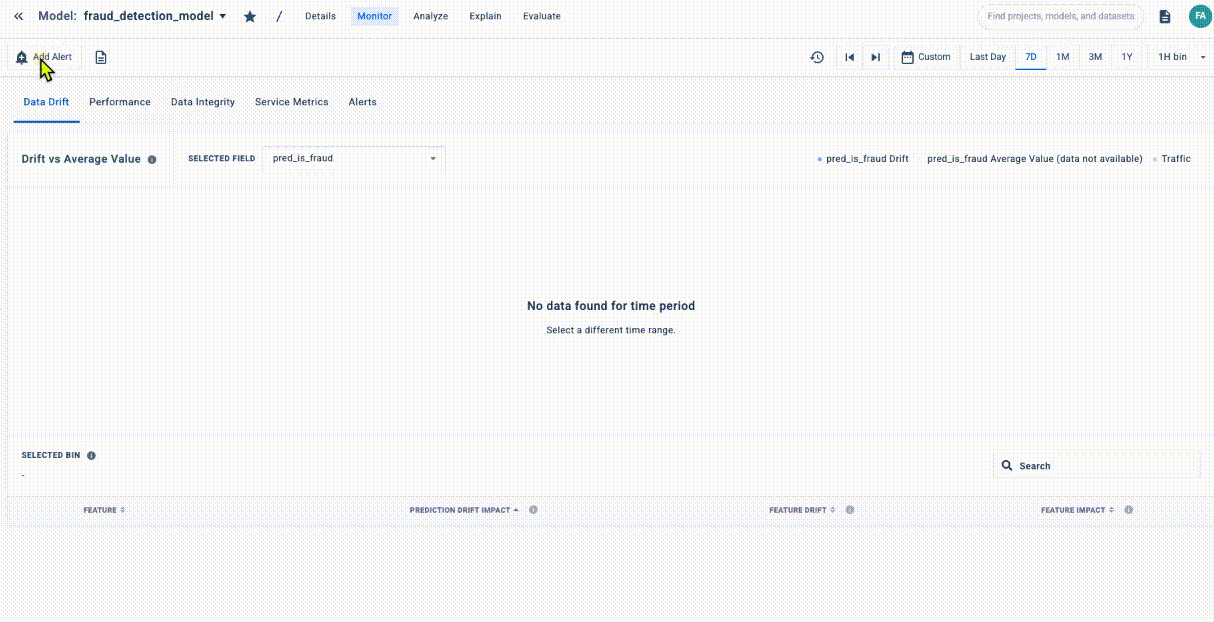 Model: fraud_detection_model / Details Monitor Analyze Explain Evaluate Find projects, models, and datasets FA
Add Alert Custom Last Day 7D 1M 3M 1Y 1H bin
Data Drift Performance Data Integrity Service Metrics Alerts
Drift vs Average Value SELECTED FIELD pred_is_fraud pred_is_fraud Drift pred_is_fraud Average Value (data not available) Traffic
No data found for time period
Select a different time range.
SELECTED BIN
-
Search
FEATURE PREDICTION DRIFT IMPACT FEATURE DRIFT FEATURE IMPACT